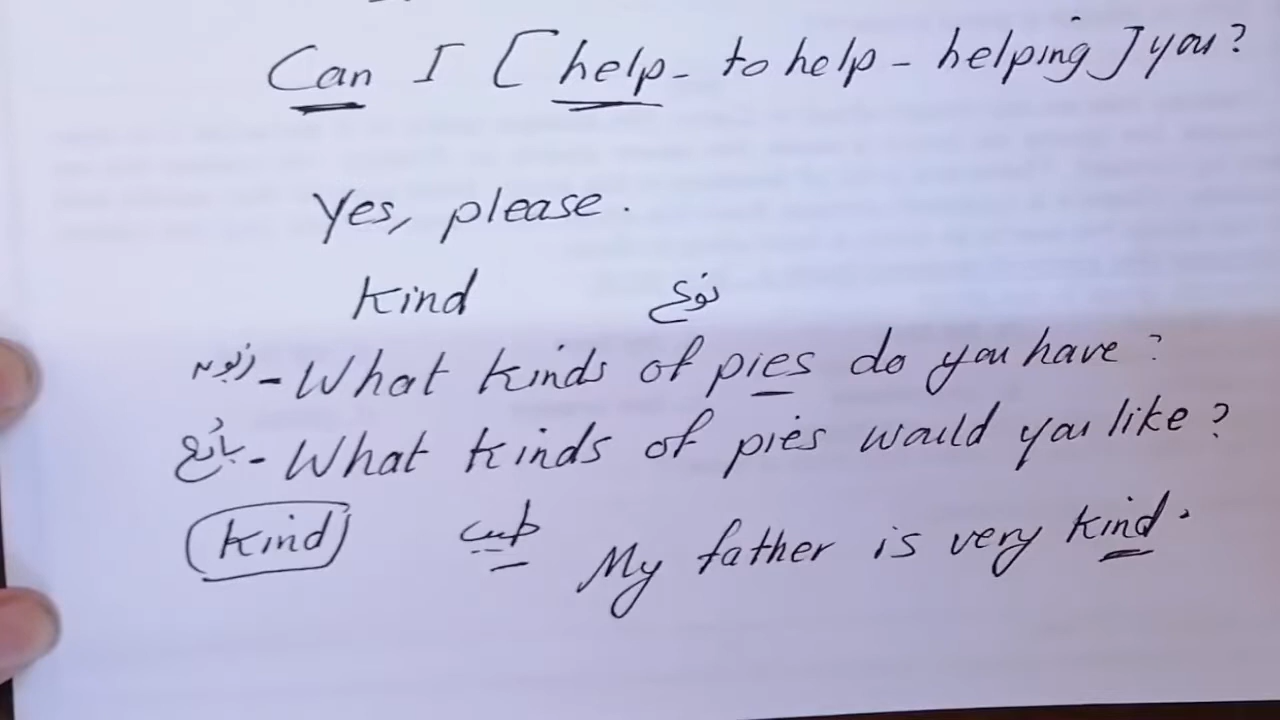 Can I [help - to help - helping] you?
Yes, please.
Kind نوع
زبون - What kinds of pies do you have?
بائع - What kinds of pies would you like?
Kind طيب My father is very kind.